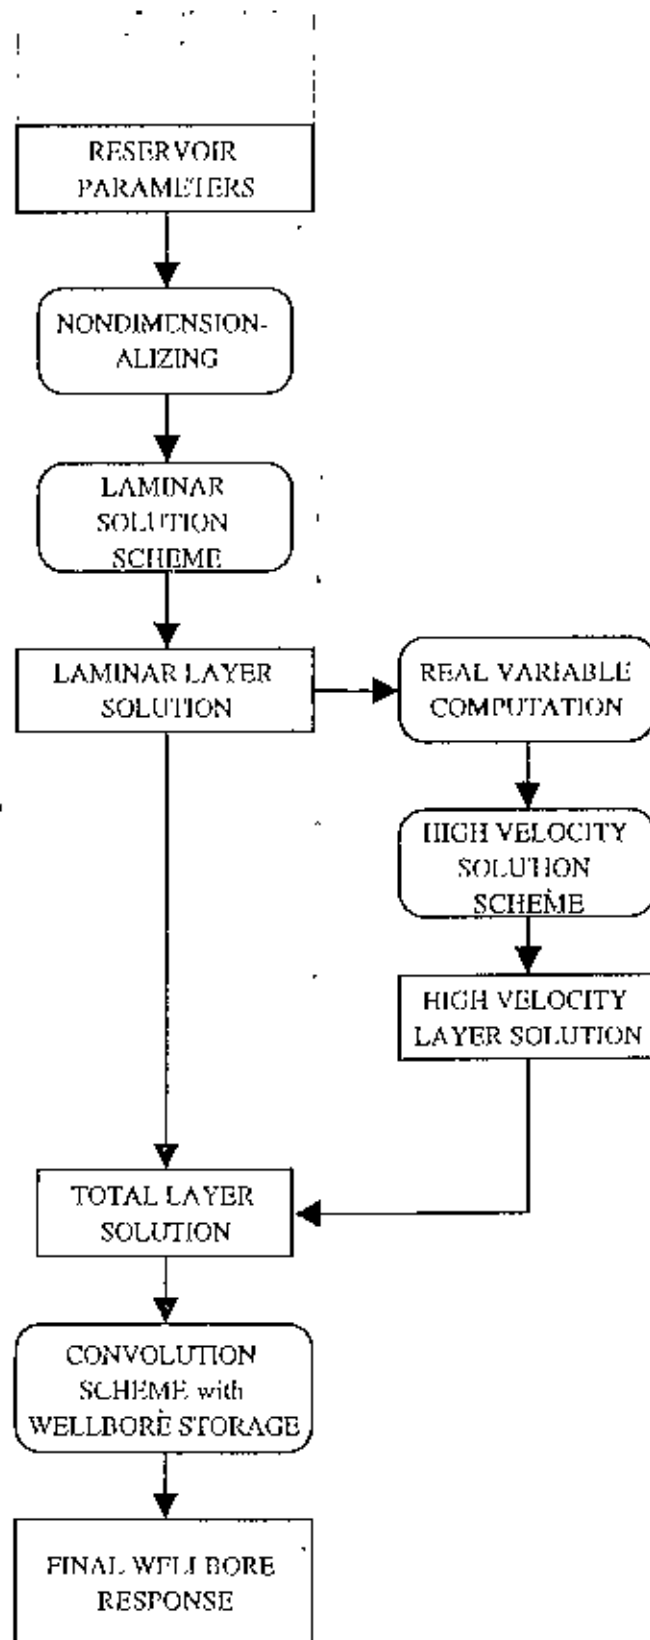 RESERVOIR
PARAMETERS
NONDIMENSION-
ALIZING
LAMINAR
SOLUTION
SCHEME
LAMINAR LAYER
SOLUTION
REAL VARIABLE
COMPUTATION
HIGH VELOCITY
SOLUTION
SCHEME
HIGH VELOCITY
LAYER SOLUTION
TOTAL LAYER
SOLUTION
CONVOLUTION
SCHEME with
WELLBORE STORAGE
FINAL WELLBORE
RESPONSE